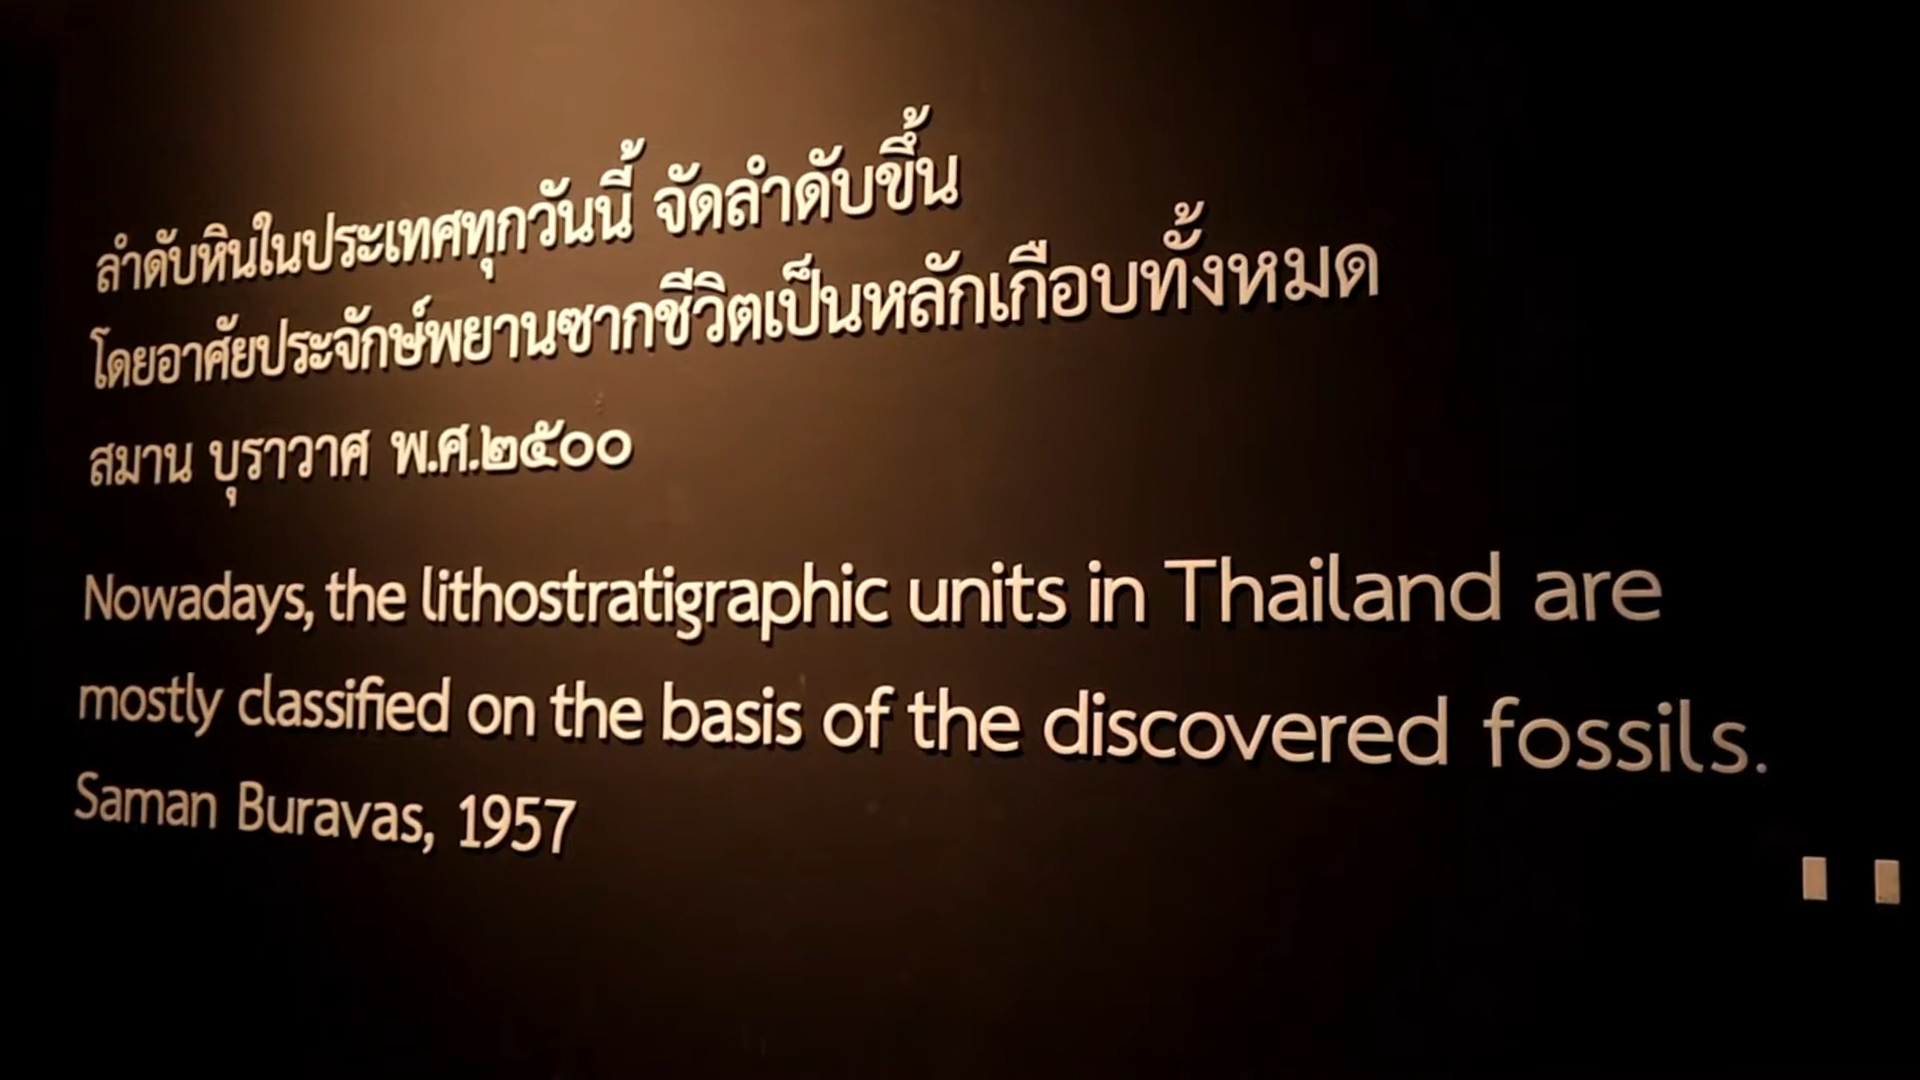 ลำดับหินในประเทศทุกวันนี้ จัดลำดับขึ้น
โดยอาศัยประจักษ์พยานซากชีวิตเป็นหลักเกือบทั้งหมด
สมาน บุราวาศ พ.ศ.๒๕๐๐
Nowadays, the lithostratigraphic units in Thailand are
mostly classified on the basis of the discovered fossils.
Saman Buravas, 1957